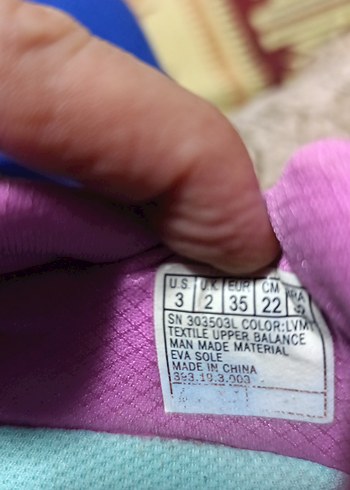 U.S. U.K. EUR CM
3 2 35 22
SN 303503L COLOR:LVMT
TEXTILE UPPER BALANCE
MAN MADE MATERIAL
EVA SOLE
MADE IN CHINA